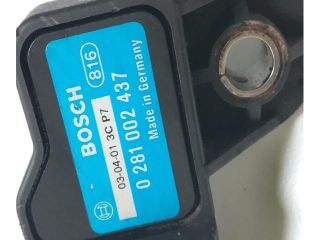 BOSCH 816
03-04-01 3C P7
0 281 002 437
Made in Germany